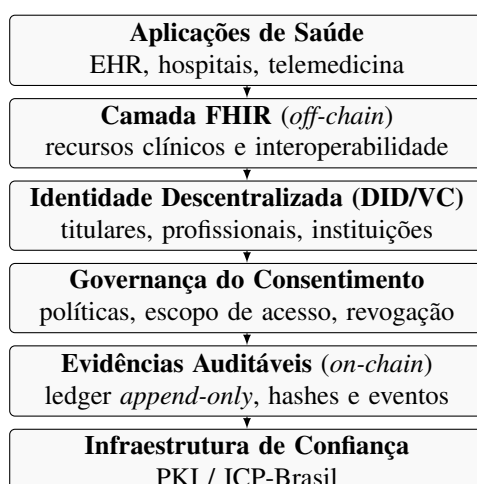 Aplicações de Saúde
EHR, hospitais, telemedicina
Camada FHIR (off-chain)
recursos clínicos e interoperabilidade
Identidade Descentralizada (DID/VC)
titulares, profissionais, instituições
Governança do Consentimento
políticas, escopo de acesso, revogação
Evidências Auditáveis (on-chain)
ledger append-only, hashes e eventos
Infraestrutura de Confiança
PKI / ICP-Brasil